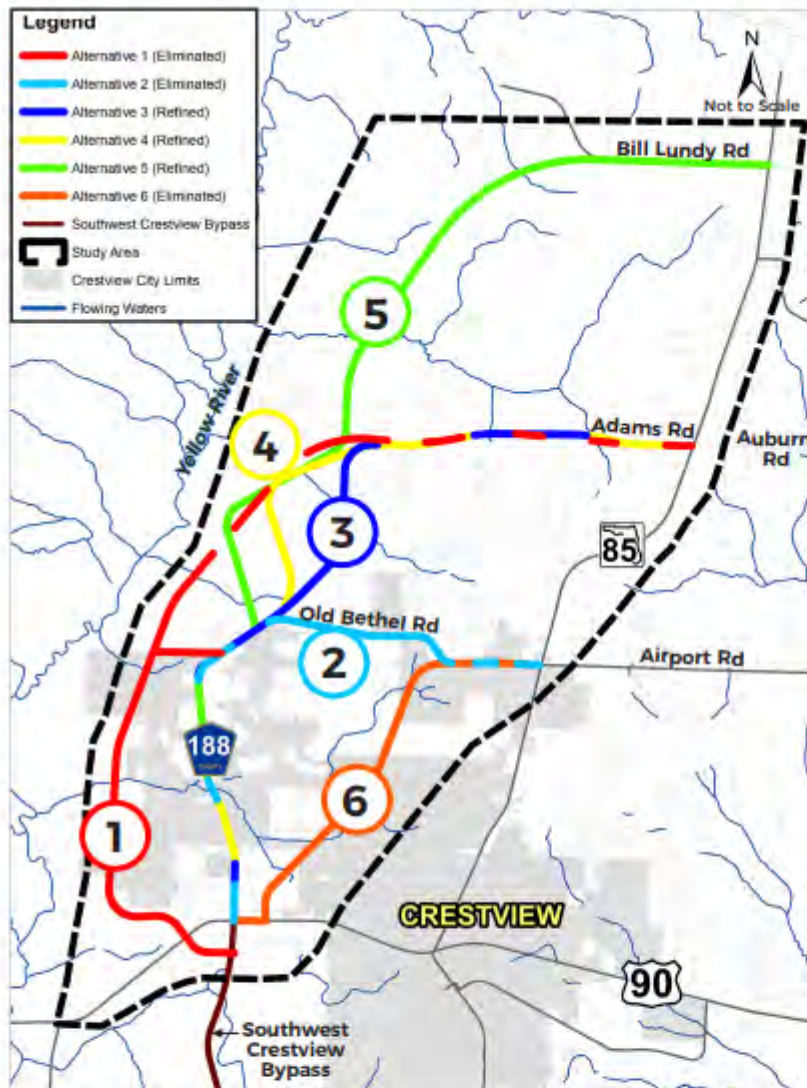 Legend
Alternative 1 (Eliminated)
Alternative 2 (Eliminated)
Alternative 3 (Refined)
Alternative 4 (Refined)
Alternative 5 (Refined)
Alternative 6 (Eliminated)
Southwest Crestview Bypass
Study Area
Crestview City Limits
Flowing Waters
N
Not to Scale
Bill Lundy Rd
5
Yellow River
4
Adams Rd
Auburn
Rd
3
85
Old Bethel Rd
2
Airport Rd
188
6
1
CRESTVIEW
90
Southwest
Crestview
Bypass